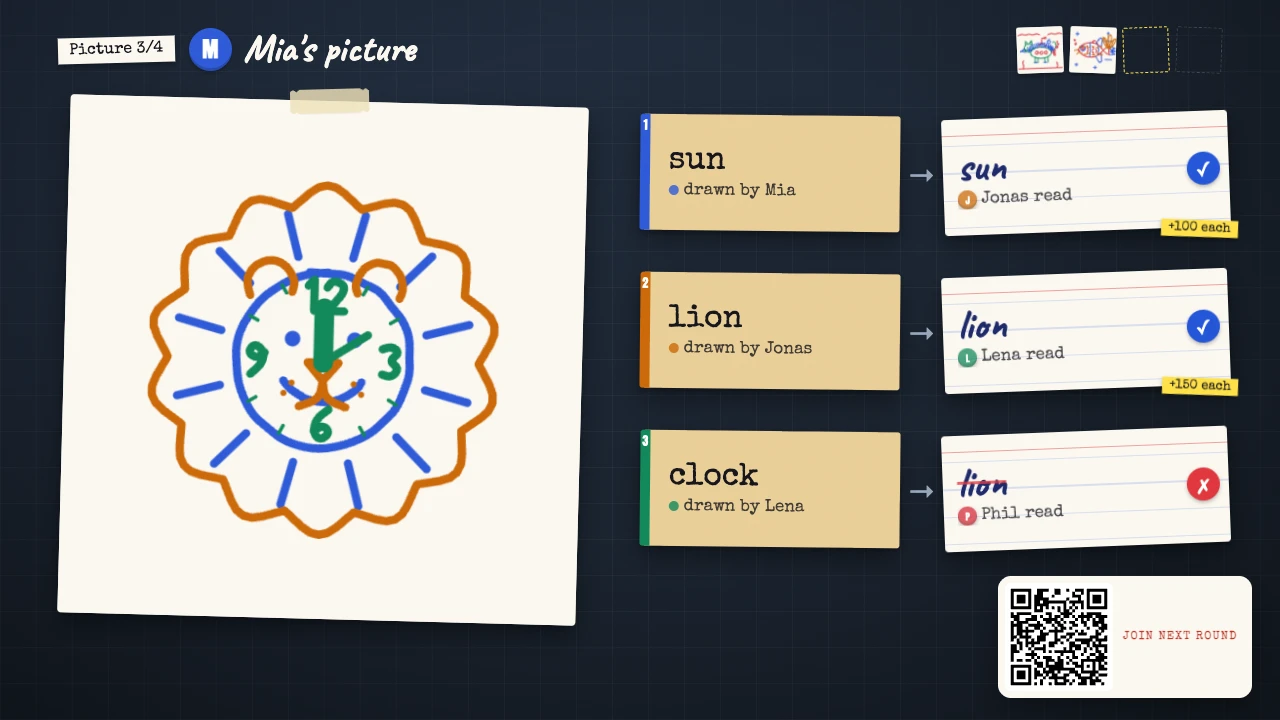 Picture 3/4
M
Mia's picture
12
9
3
6
1
sun
drawn by Mia
→
sun
J Jonas read
+100 each
2
lion
drawn by Jonas
→
lion
L Lena read
+150 each
3
clock
drawn by Lena
→
lion
P Phil read
JOIN NEXT ROUND